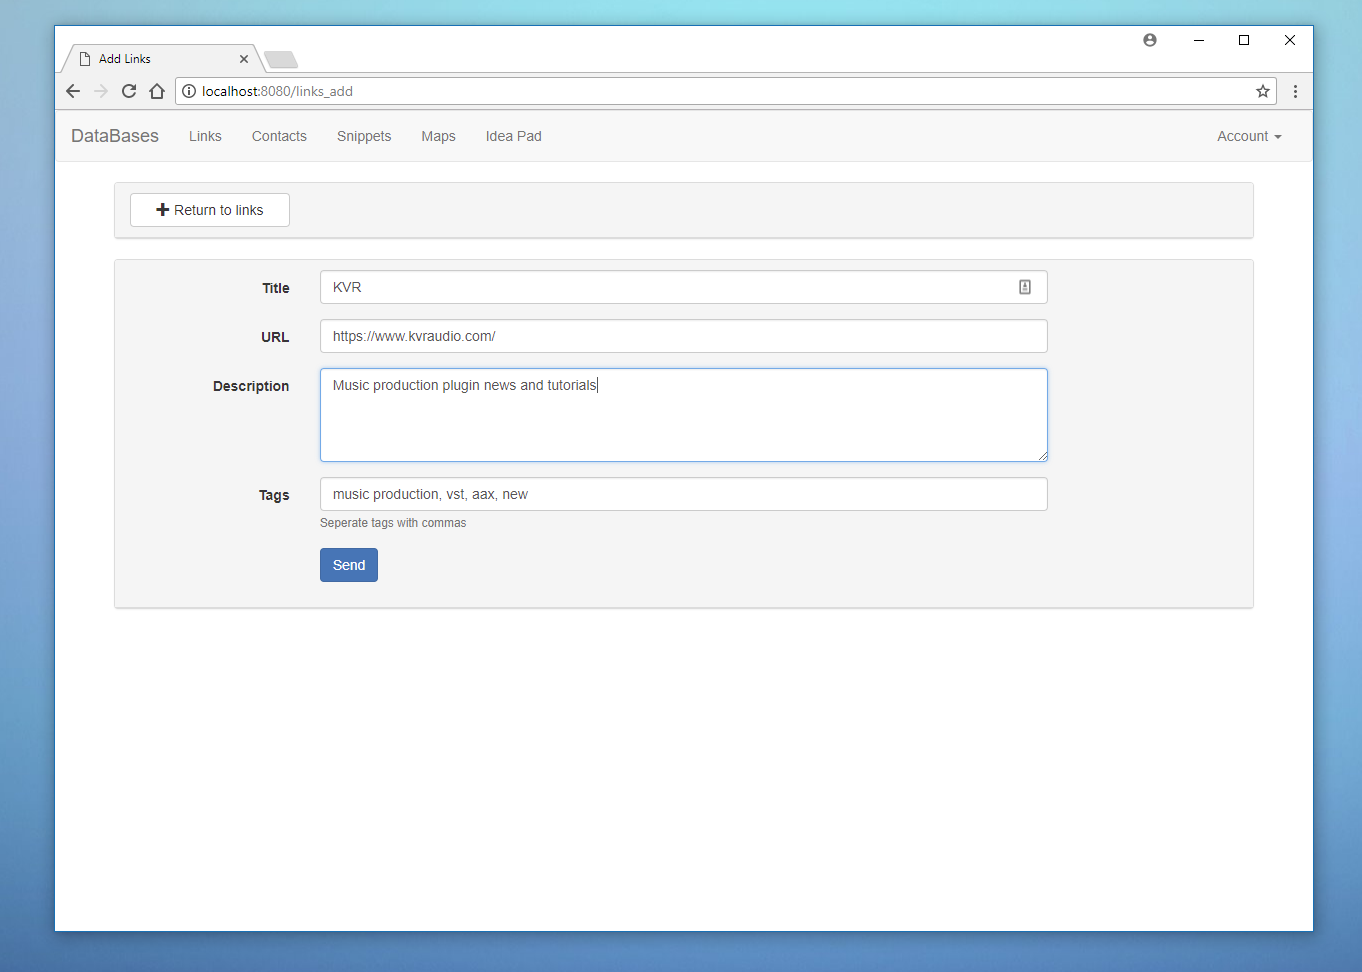 Add Links
localhost:8080/links_add
DataBases Links Contacts Snippets Maps Idea Pad Account
Return to links
Title KVR
URL https://www.kvraudio.com/
Description Music production plugin news and tutorials
Tags music production, vst, aax, new
Seperate tags with commas
Send